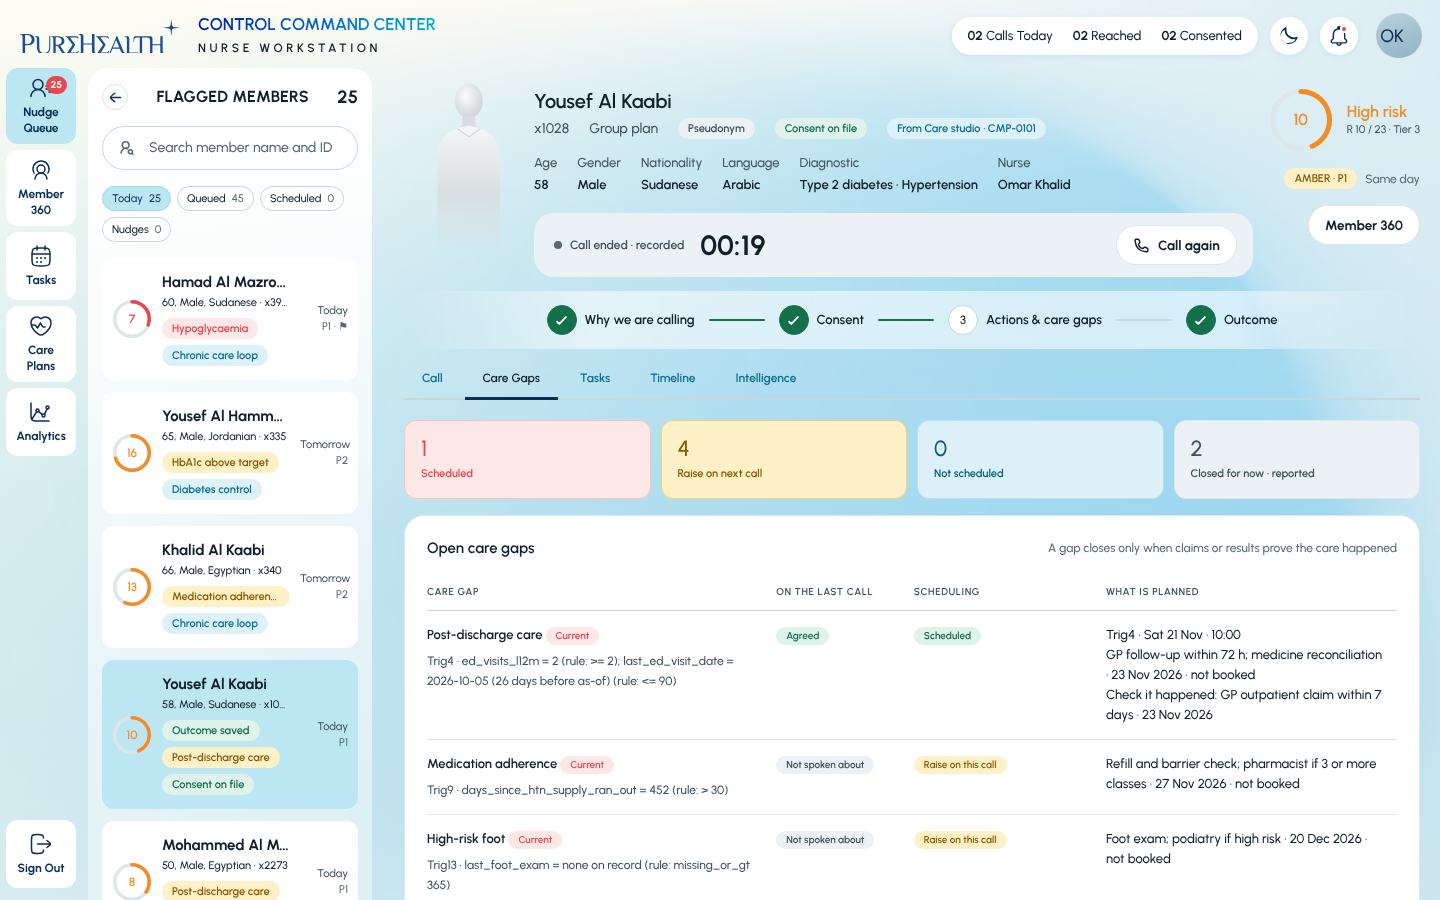 PUREHEALTH
CONTROL COMMAND CENTER
NURSE WORKSTATION
02 Calls Today 02 Reached 02 Consented
OK
25
Nudge
Queue
Member
360
Tasks
Care
Plans
Analytics
Sign Out
FLAGGED MEMBERS 25
Search member name and ID
Today 25 Queued 45 Scheduled 0
Nudges 0
Hamad Al Mazro...
60, Male, Sudanese · x39...
7
Hypoglycaemia
Chronic care loop
Today
P1 · ⚑
Yousef Al Hamm...
65, Male, Jordanian · x335
16
HbA1c above target
Diabetes control
Tomorrow
P2
Khalid Al Kaabi
66, Male, Egyptian · x340
13
Medication adheren...
Chronic care loop
Tomorrow
P2
Yousef Al Kaabi
58, Male, Sudanese · x10...
10
Outcome saved
Post-discharge care
Consent on file
Today
P1
Mohammed Al M...
50, Male, Egyptian · x2273
8
Post-discharge care
Today
P1
Yousef Al Kaabi
x1028 Group plan Pseudonym Consent on file From Care studio · CMP-0101
Age Gender Nationality Language Diagnostic Nurse
58 Male Sudanese Arabic Type 2 diabetes · Hypertension Omar Khalid
Call ended · recorded 00:19 Call again
10
High risk
R 10 / 23 · Tier 3
AMBER · P1 Same day
Member 360
Why we are calling Consent 3 Actions & care gaps Outcome
Call Care Gaps Tasks Timeline Intelligence
1
Scheduled
4
Raise on next call
0
Not scheduled
2
Closed for now · reported
Open care gaps A gap closes only when claims or results prove the care happened
CARE GAP ON THE LAST CALL SCHEDULING WHAT IS PLANNED
Post-discharge care Current
Trig4 · ed_visits_l12m = 2 (rule: >= 2); last_ed_visit_date =
2026-10-05 (26 days before as-of) (rule: <= 90)
Agreed
Scheduled
Trig4 · Sat 21 Nov · 10:00
GP follow-up within 72 h; medicine reconciliation
· 23 Nov 2026 · not booked
Check it happened: GP outpatient claim within 7
days · 23 Nov 2026
Medication adherence Current
Trig9 · days_since_htn_supply_ran_out = 452 (rule: > 30)
Not spoken about
Raise on this call
Refill and barrier check; pharmacist if 3 or more
classes · 27 Nov 2026 · not booked
High-risk foot Current
Trig13 · last_foot_exam = none on record (rule: missing_or_gt
365)
Not spoken about
Raise on this call
Foot exam; podiatry if high risk · 20 Dec 2026 ·
not booked